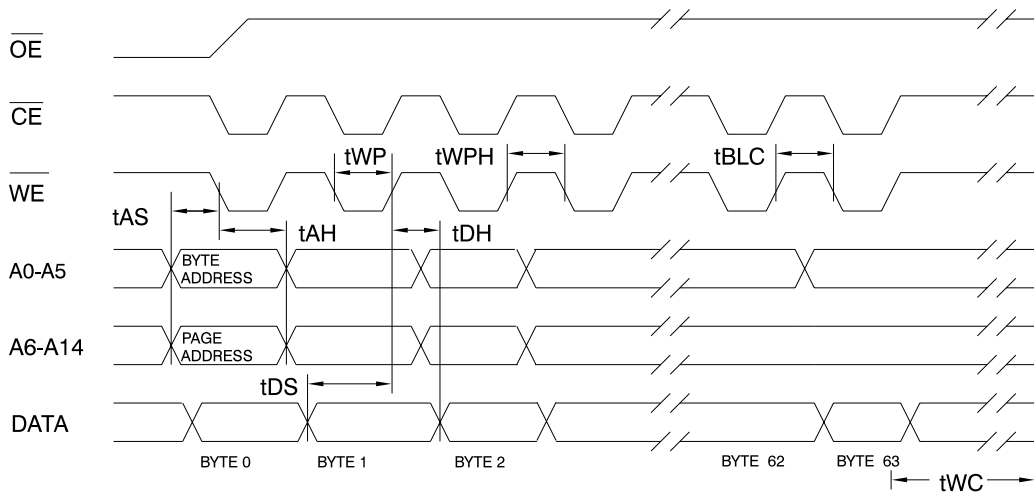 OE
CE
tWP
tWPH
tBLC
WE
tAS
tAH
tDH
A0-A5
BYTE
ADDRESS
A6-A14
PAGE
ADDRESS
tDS
DATA
BYTE 0
BYTE 1
BYTE 2
BYTE 62
BYTE 63
tWC